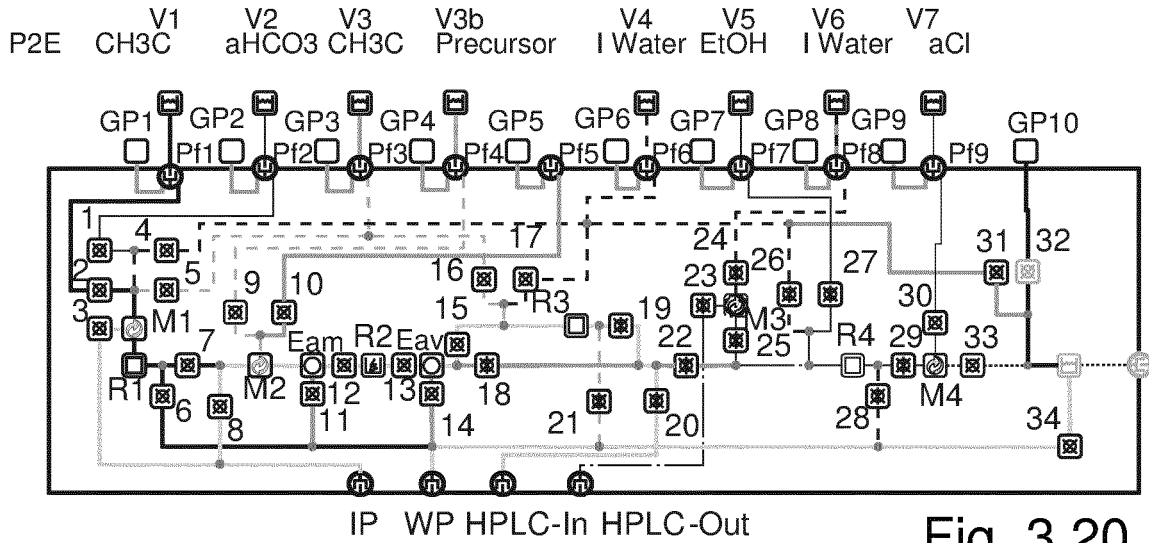 V1 V2 V3 V3b V4 V5 V6 V7
P2E CH3C aHCO3 CH3C Precursor I Water EtOH I Water aCl
GP1 GP2 GP3 GP4 GP5 GP6 GP7 GP8 GP9 GP10
Pf1 Pf2 Pf3 Pf4 Pf5 Pf6 Pf7 Pf8 Pf9
1 4 17 24 31 32
2 5 9 10 16 R3 23 26 27 30
3 M1 15 19 M3
7 Eam R2 Eav 22 25 R4 29 33
R1 M2 12 13 18 M4
6 8 11 14 21 20 28 34
IP WP HPLC-In HPLC-Out
Fig. 3.20